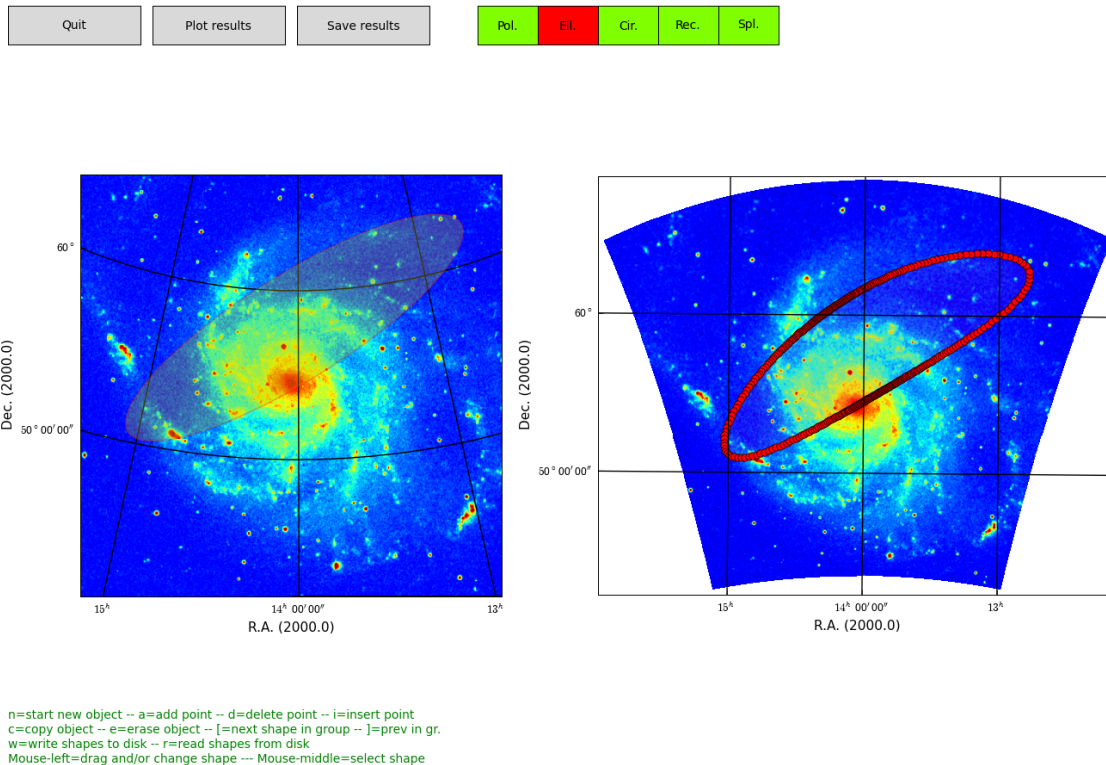 Quit Plot results Save results Pol. Ell. Cir. Rec. Spl.
Dec. (2000.0)
60°
50° 00′ 00″
15ʰ 14ʰ 00′ 00″ 13ʰ
R.A. (2000.0)
Dec. (2000.0)
60°
50° 00′ 00″
15ʰ 14ʰ 00′ 00″ 13ʰ
R.A. (2000.0)
n=start new object -- a=add point -- d=delete point -- i=insert point
c=copy object -- e=erase object -- [=next shape in group -- ]=prev in gr.
w=write shapes to disk -- r=read shapes from disk
Mouse-left=drag and/or change shape --- Mouse-middle=select shape